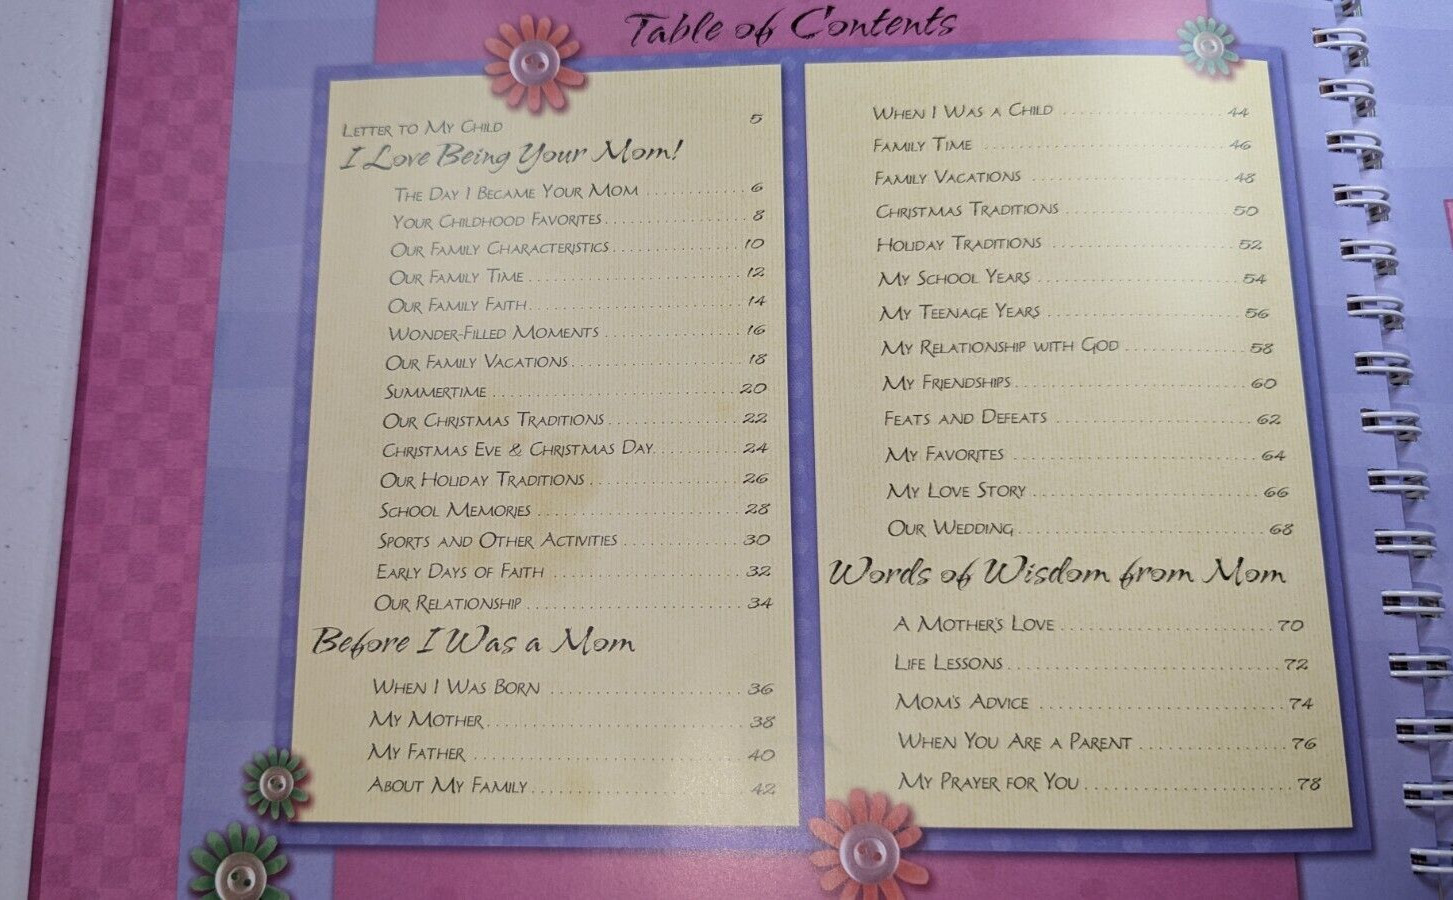 Table of Contents
Letter to My Child 5
I Love Being Your Mom!
The Day I Became Your Mom ........... 6
Your Childhood Favorites ............... 8
Our Family Characteristics ............. 10
Our Family Time ........................ 12
Our Family Faith ....................... 14
Wonder-Filled Moments ................ 16
Our Family Vacations ................... 18
Summertime ............................ 20
Our Christmas Traditions .............. 22
Christmas Eve & Christmas Day ......... 24
Our Holiday Traditions ................ 26
School Memories ....................... 28
Sports and Other Activities ........... 30
Early Days of Faith ................... 32
Our Relationship ...................... 34
Before I Was a Mom
When I Was Born ....................... 36
My Mother ............................. 38
My Father ............................. 40
About My Family ....................... 42
When I Was a Child .................... 44
Family Time ........................... 46
Family Vacations ...................... 48
Christmas Traditions .................. 50
Holiday Traditions .................... 52
My School Years ....................... 54
My Teenage Years ...................... 56
My Relationship with God .............. 58
My Friendships ........................ 60
Feats and Defeats ..................... 62
My Favorites .......................... 64
My Love Story ......................... 66
Our Wedding ........................... 68
Words of Wisdom from Mom
A Mother's Love ....................... 70
Life Lessons .......................... 72
Mom's Advice .......................... 74
When You Are a Parent ................. 76
My Prayer for You ..................... 78